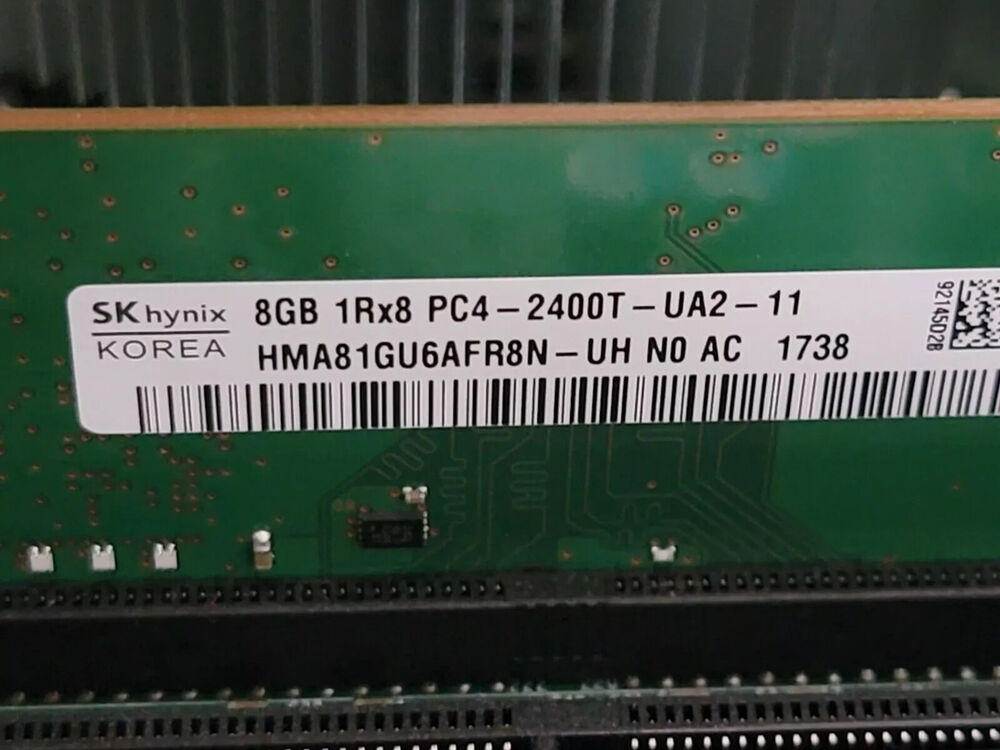 SK hynix
KOREA
8GB 1Rx8 PC4-2400T-UA2-11
HMA81GU6AFR8N-UH N0 AC 1738
92145D2B